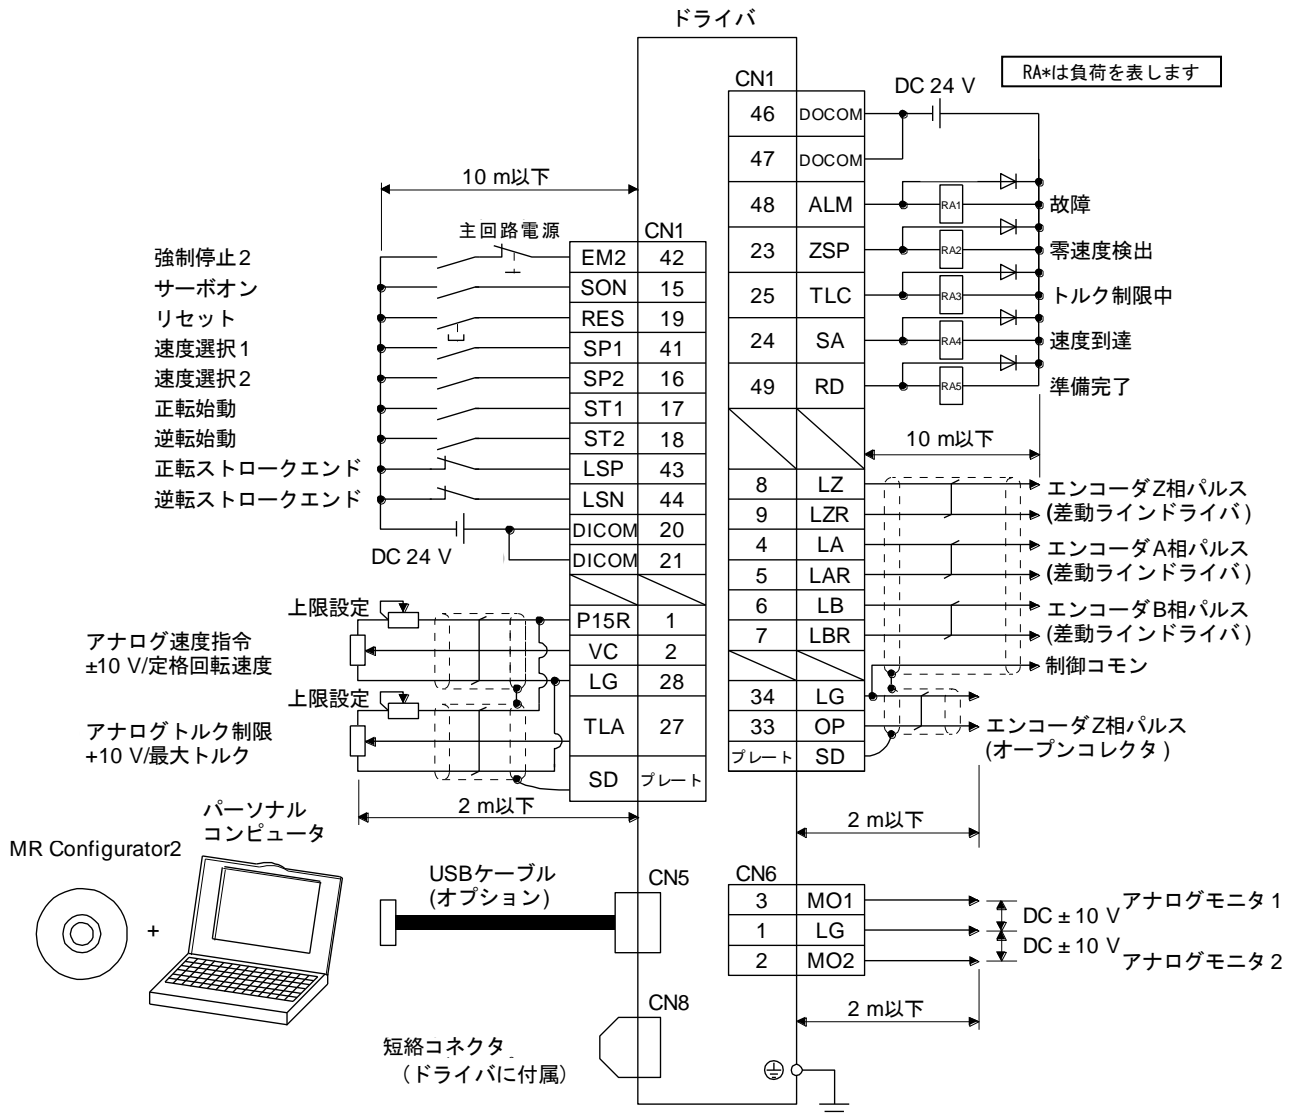 ドライバ
RA*は負荷を表します
CN1
DC 24 V
46 DOCOM
47 DOCOM
48 ALM RA1 故障
23 ZSP RA2 零速度検出
25 TLC RA3 トルク制限中
24 SA RA4 速度到達
49 RD RA5 準備完了
10 m以下
8 LZ エンコーダZ相パルス
9 LZR (差動ラインドライバ)
4 LA エンコーダA相パルス
5 LAR (差動ラインドライバ)
6 LB エンコーダB相パルス
7 LBR (差動ラインドライバ)
制御コモン
34 LG
33 OP エンコーダZ相パルス
(オープンコレクタ)
プレート SD
2 m以下
10 m以下
主回路電源
CN1
強制停止2 EM2 42
サーボオン SON 15
リセット RES 19
速度選択1 SP1 41
速度選択2 SP2 16
正転始動 ST1 17
逆転始動 ST2 18
正転ストロークエンド LSP 43
逆転ストロークエンド LSN 44
DICOM 20
DC 24 V DICOM 21
上限設定 P15R 1
アナログ速度指令
±10 V/定格回転速度
VC 2
LG 28
上限設定
アナログトルク制限
+10 V/最大トルク
TLA 27
SD プレート
2 m以下
パーソナル
コンピュータ
MR Configurator2
+
USBケーブル
(オプション)
CN5
CN8
短絡コネクタ
(ドライバに付属)
CN6
3 MO1 アナログモニタ1
DC±10 V
1 LG
DC±10 V
2 MO2 アナログモニタ2
2 m以下